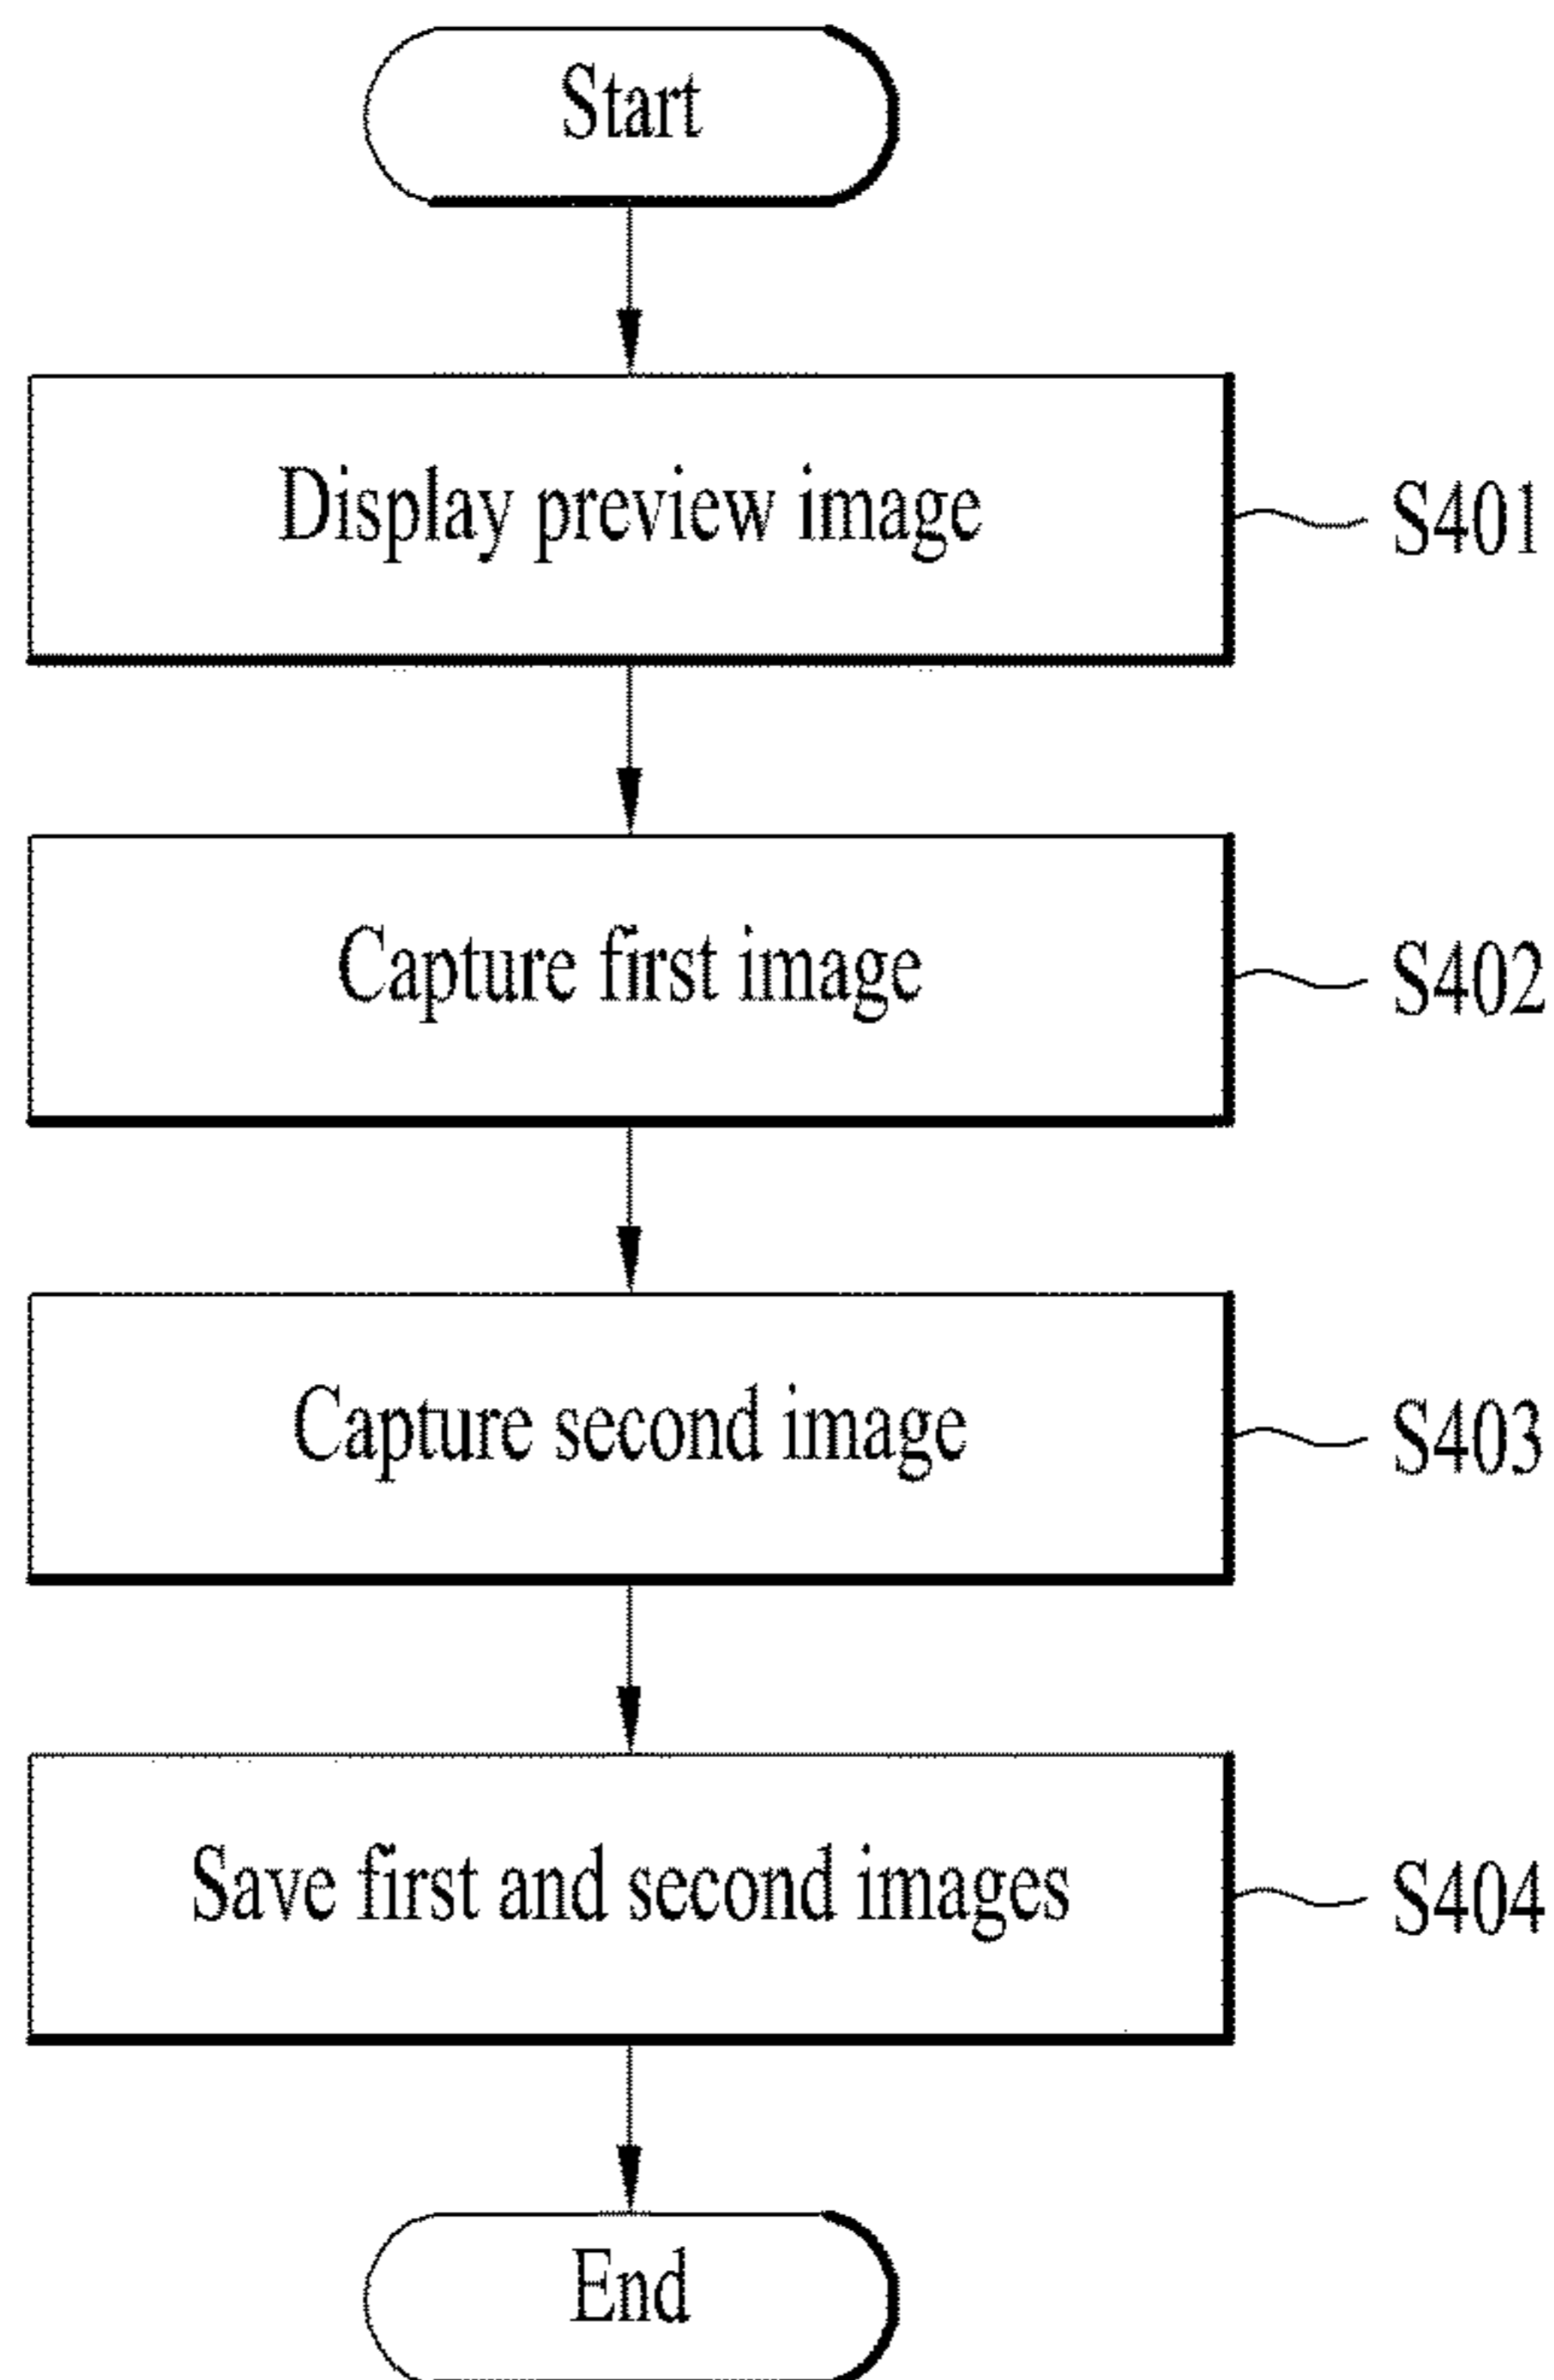 Start
Display preview image
S401
Capture first image
S402
Capture second image
S403
Save first and second images
S404
End